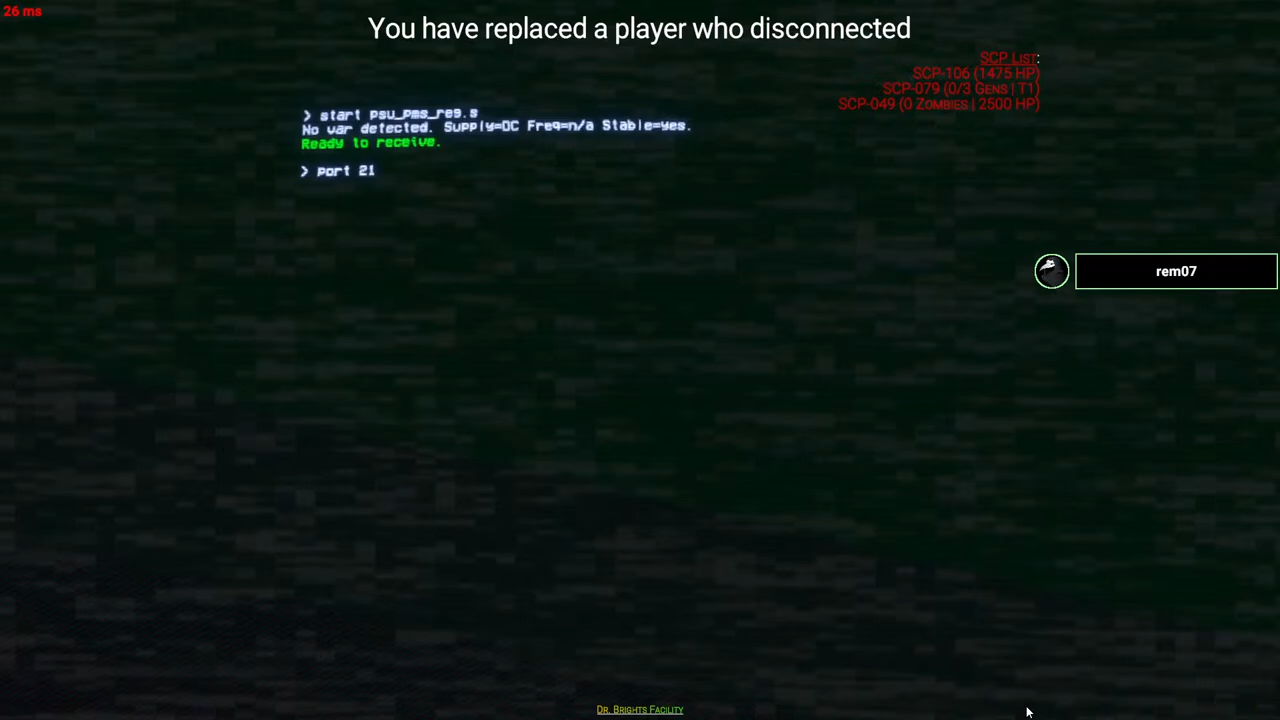 26 ms
You have replaced a player who disconnected
SCP LIST:
SCP-106 (1475 HP)
SCP-079 (0/3 GENS | T1)
SCP-049 (0 ZOMBIES | 2500 HP)
> start psu_pms_reg.s
No var detected. Supply=DC Freq=n/a Stable=yes.
Ready to receive.
> port 21
rem07
DR. BRIGHTS FACILITY